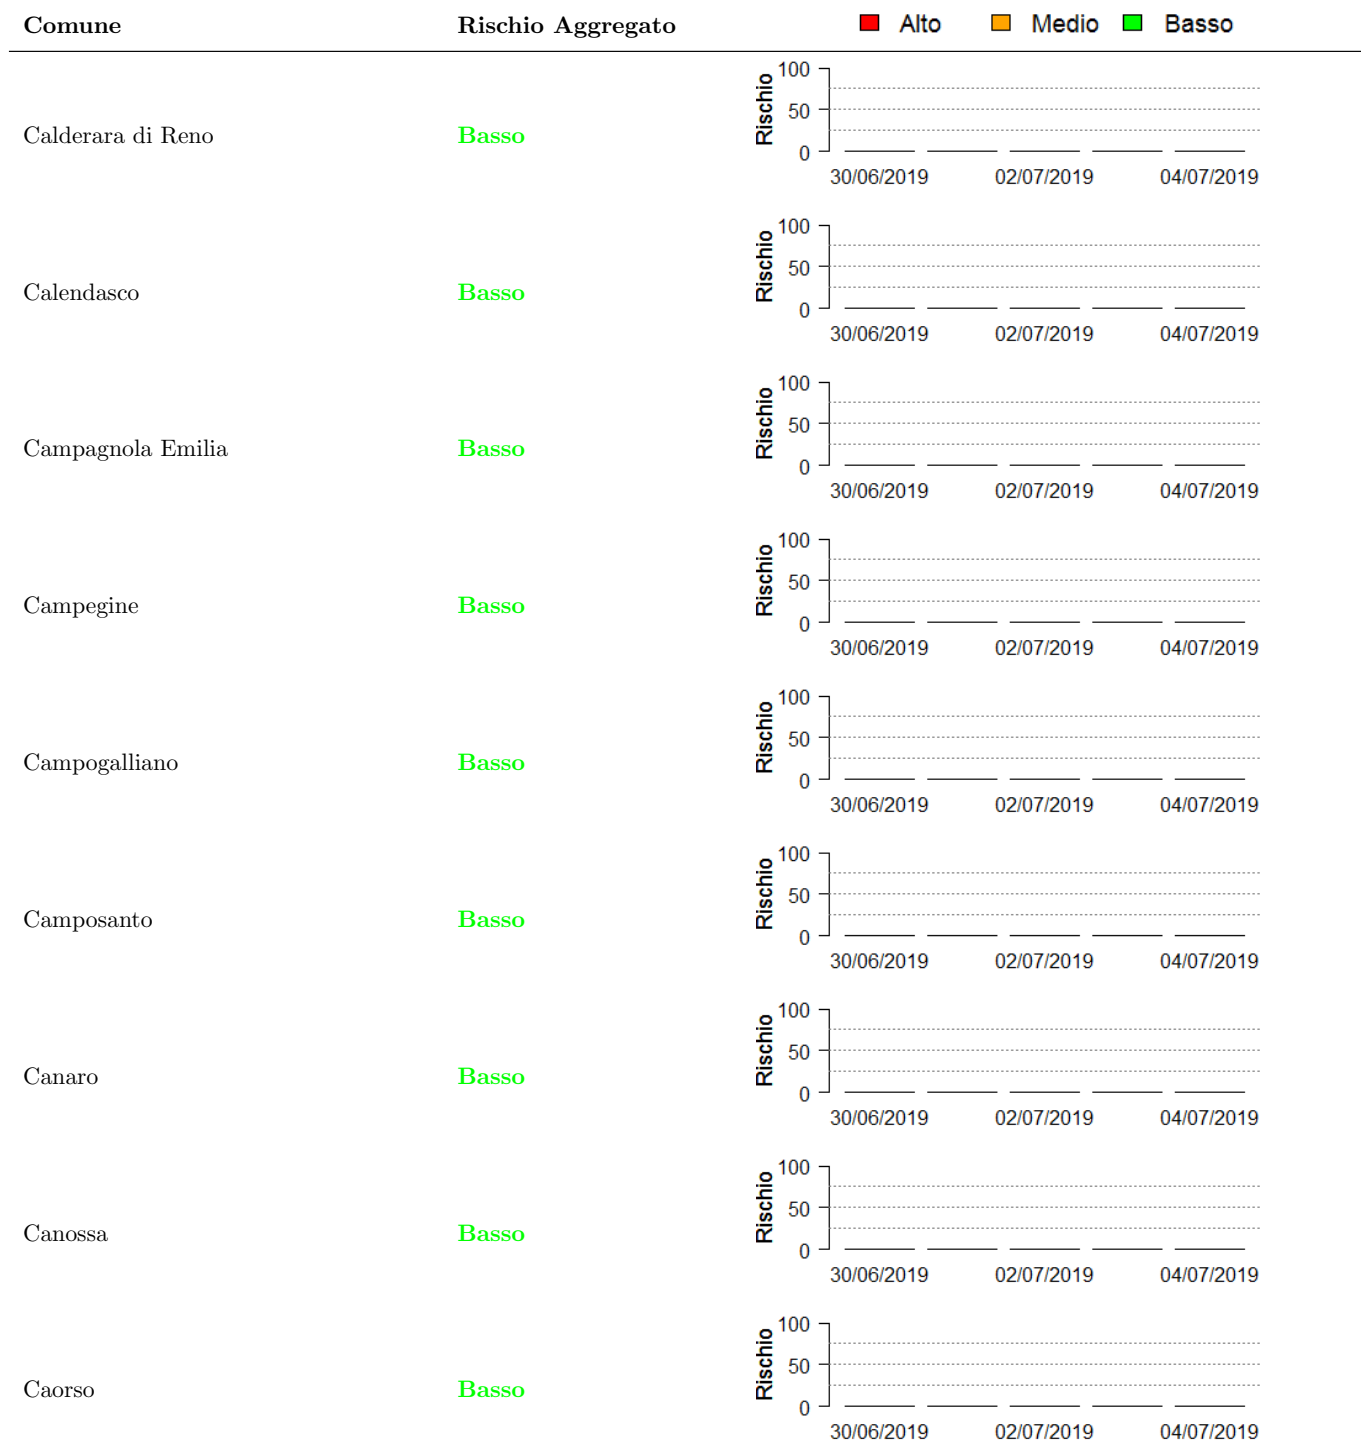 Comune Rischio Aggregato Alto Medio Basso
100
50
0
Rischio
Calderara di Reno Basso
30/06/2019 02/07/2019 04/07/2019
100
50
0
Rischio
Calendasco Basso
30/06/2019 02/07/2019 04/07/2019
100
50
0
Rischio
Campagnola Emilia Basso
30/06/2019 02/07/2019 04/07/2019
100
50
0
Rischio
Campegine Basso
30/06/2019 02/07/2019 04/07/2019
100
50
0
Rischio
Campogalliano Basso
30/06/2019 02/07/2019 04/07/2019
100
50
0
Rischio
Camposanto Basso
30/06/2019 02/07/2019 04/07/2019
100
50
0
Rischio
Canaro Basso
30/06/2019 02/07/2019 04/07/2019
100
50
0
Rischio
Canossa Basso
30/06/2019 02/07/2019 04/07/2019
100
50
0
Rischio
Caorso Basso
30/06/2019 02/07/2019 04/07/2019